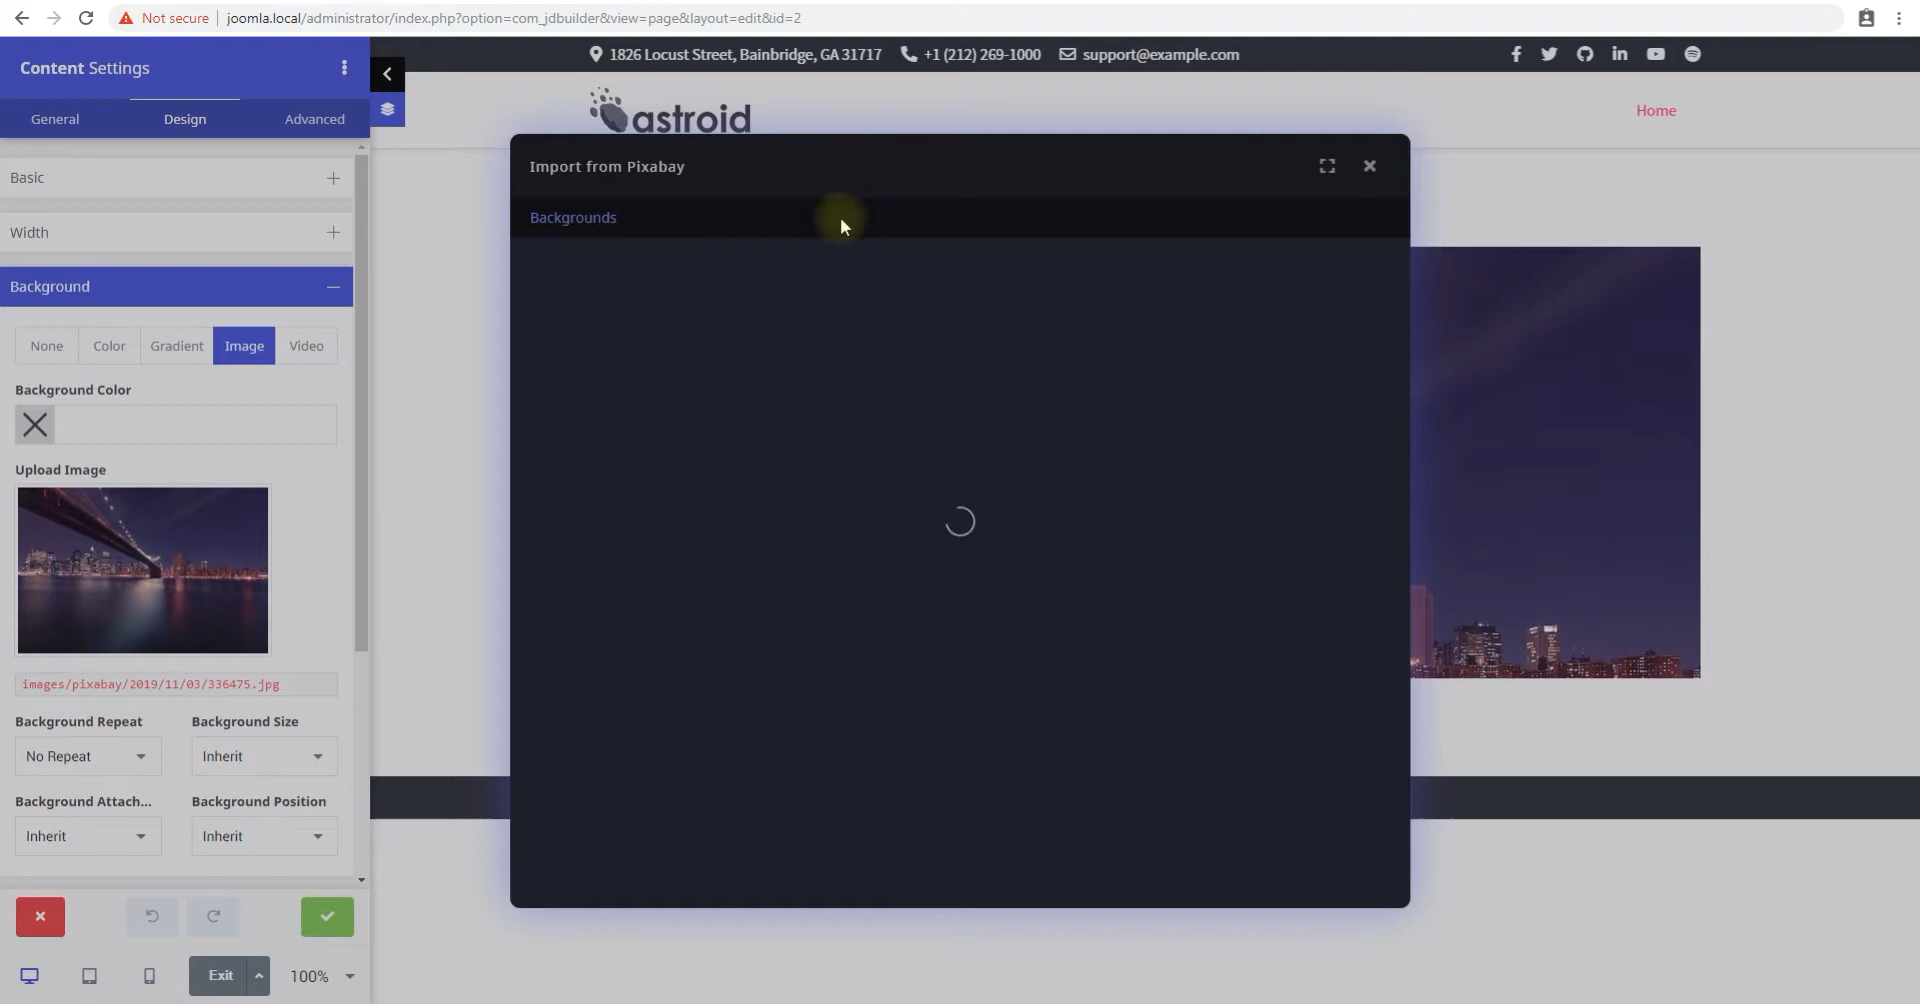 Not secure
joomla.local/administrator/index.php?option=com_jdbuilder&view=page&layout=edit&id=2
Content Settings
General
Design
Advanced
Basic
Width
Background
None
Color
Gradient
Image
Video
Background Color
Upload Image
images/pixabay/2019/11/03/336475.jpg
Background Repeat
Background Size
No Repeat
Inherit
Background Attach...
Background Position
Inherit
Inherit
Exit
100%
1826 Locust Street, Bainbridge, GA 31717
+1 (212) 269-1000
support@example.com
astroid
Home
Import from Pixabay
Backgrounds